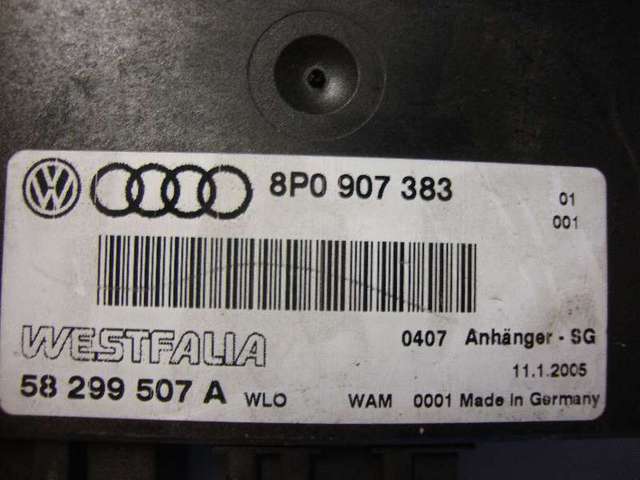 VW 8P0 907 383 01
001
WESTFALIA 0407 Anhänger - SG
11.1.2005
58 299 507 A WLO WAM 0001 Made in Germany